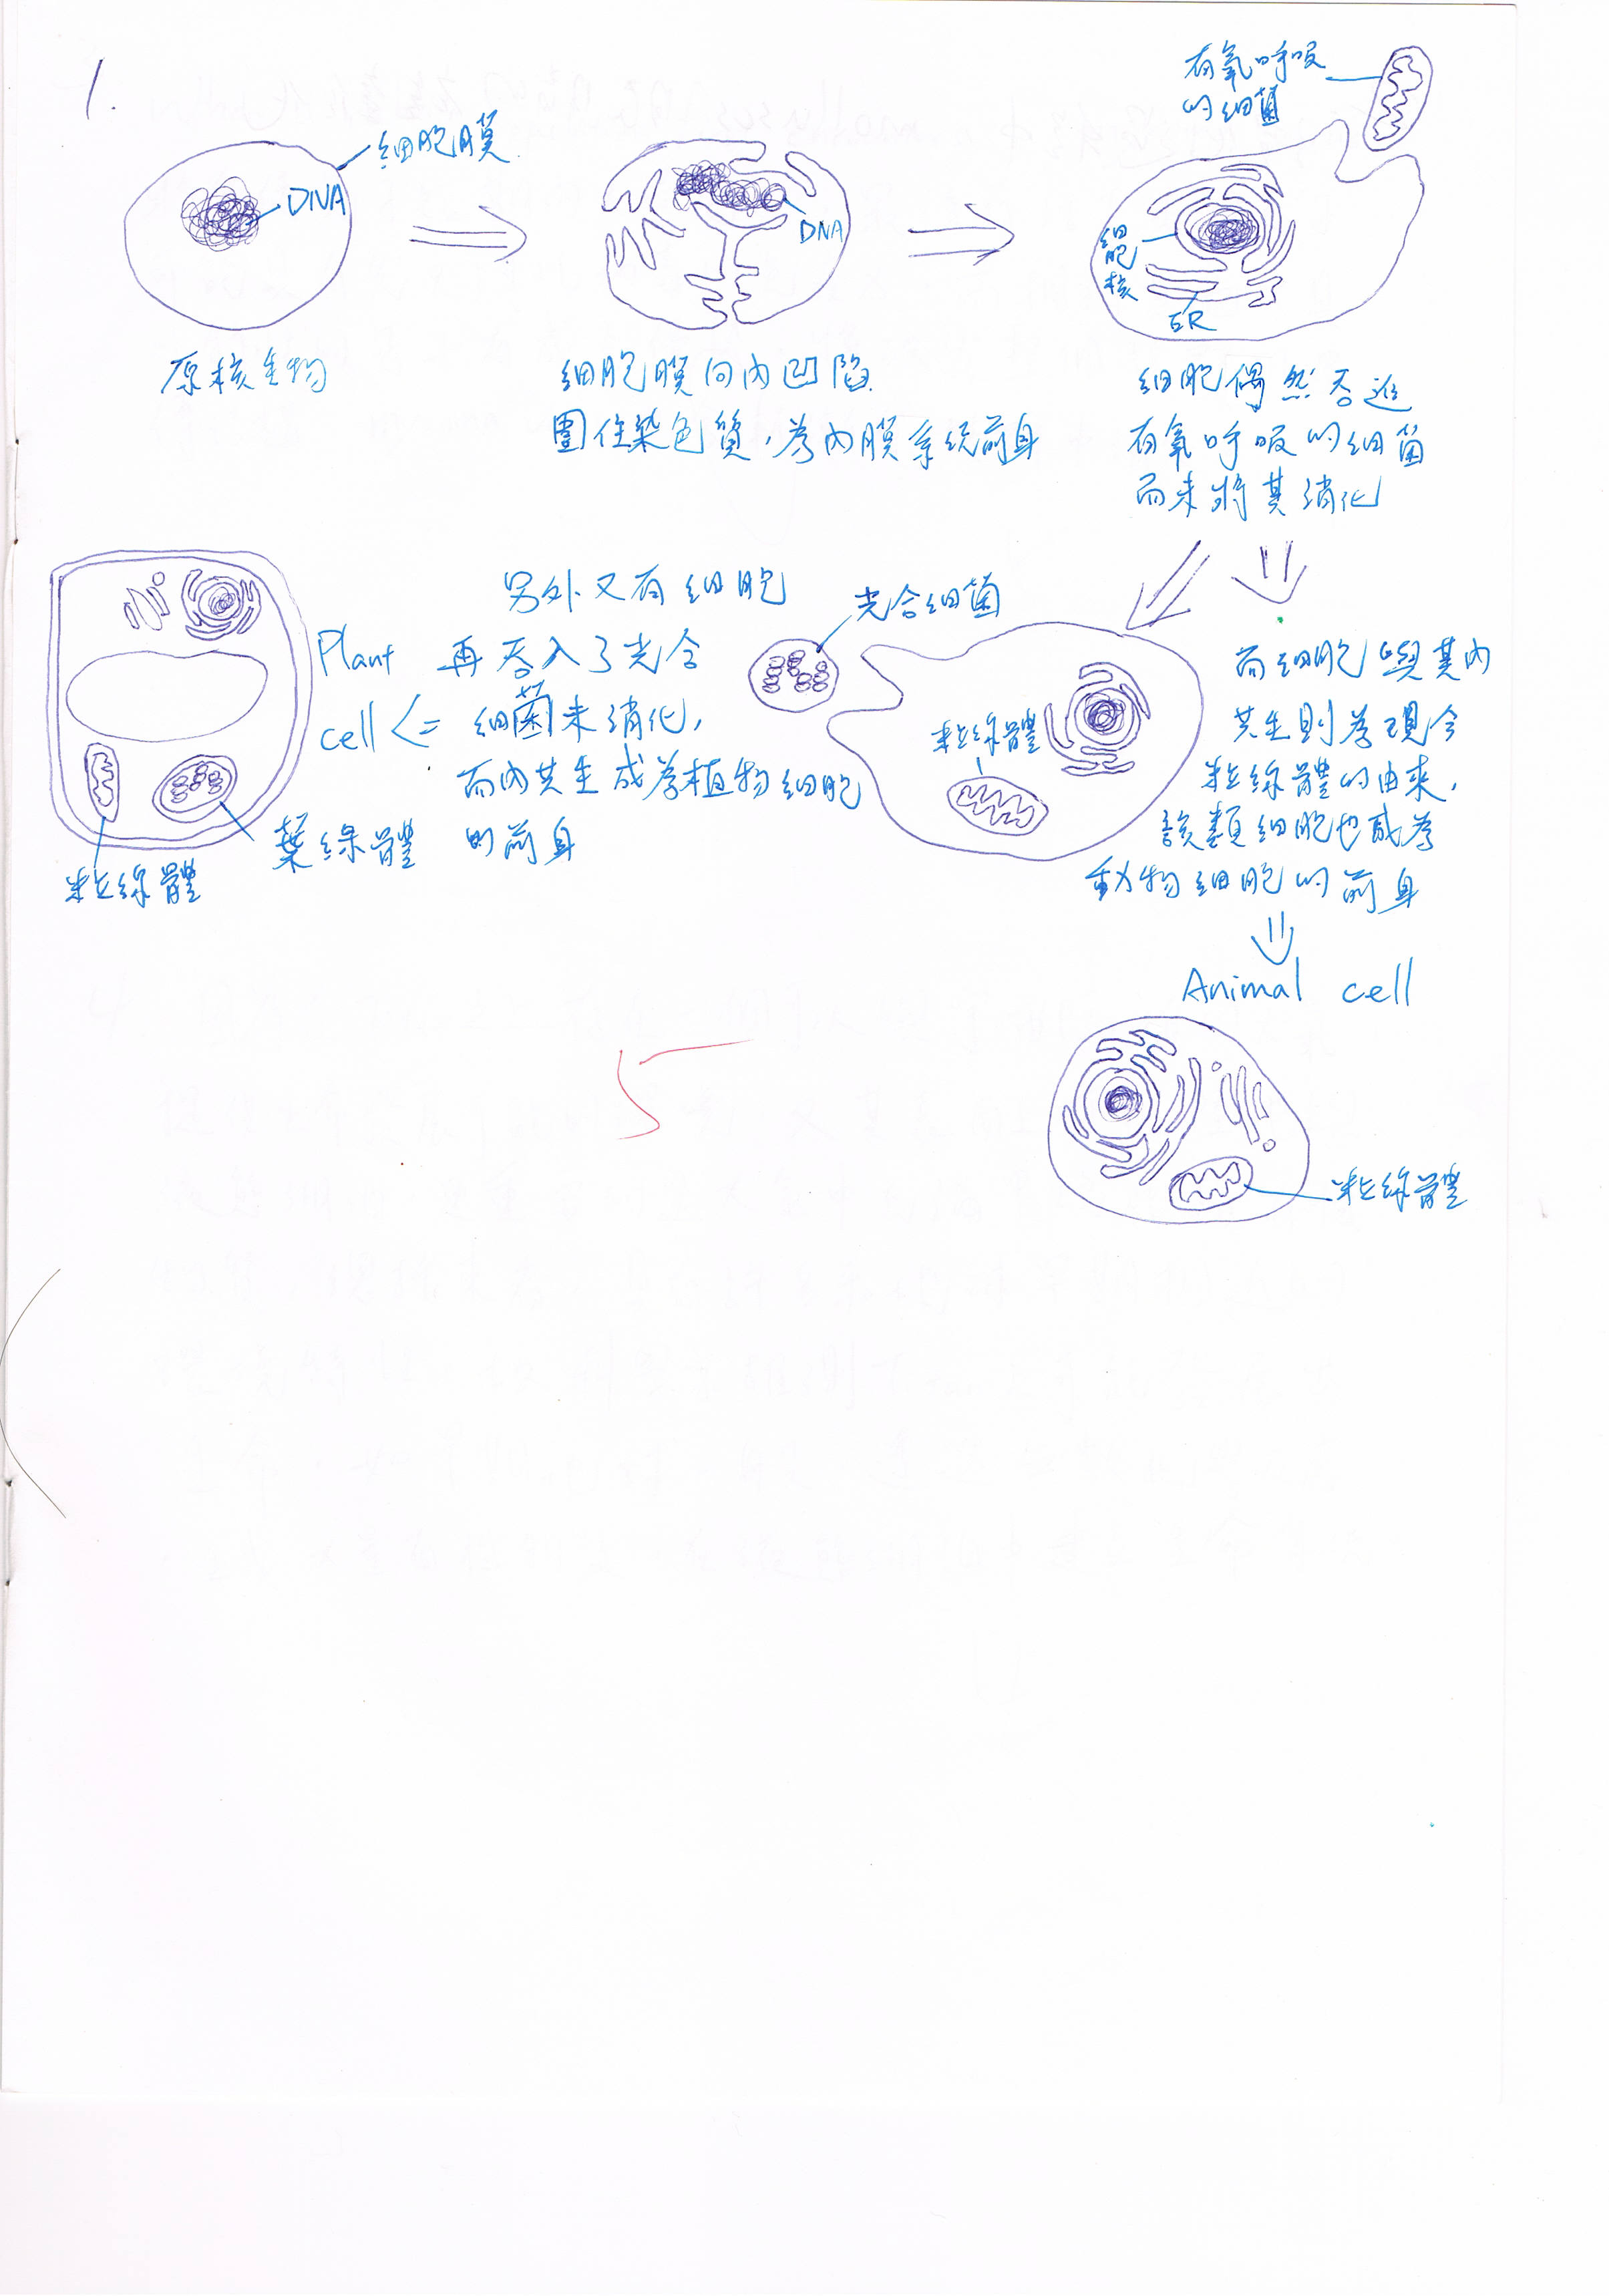 1.
細胞膜
DNA
原核生物
DNA
細胞膜向內凹陷
圍住染色質,為內膜系統前身
有氧呼吸
的細菌
細胞核
ER
細胞偶然吞進
有氧呼吸的細菌
而未將其消化
而細胞與其內
共生則為現今
粒線體的由來,
該類細胞也成為
動物細胞的前身
Animal cell
粒線體
光合細菌
粒線體
另外又有細胞
再吞入了光合
細菌未消化,
而內共生成為植物細胞
的前身
Plant
cell
葉綠體
粒線體
5